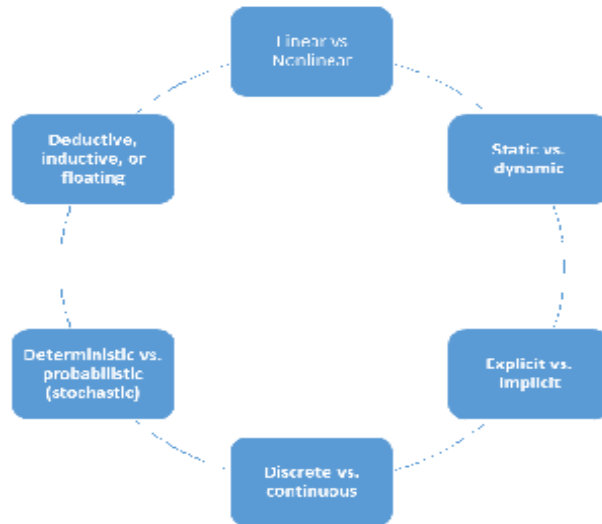 Linear vs.
Nonlinear
Static vs.
dynamic
Explicit vs.
implicit
Discrete vs.
continuous
Deterministic vs.
probabilistic
(stochastic)
Deductive,
inductive, or
floating